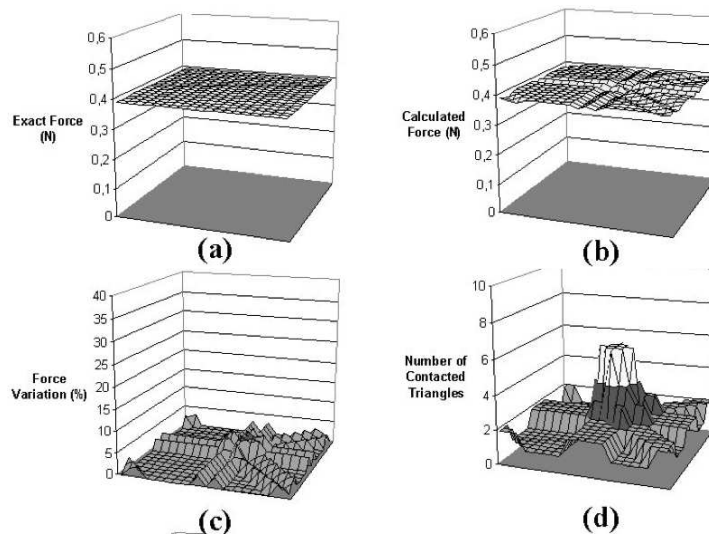 0,6
0,5
0,4
0,3
0,2
0,1
0
Exact Force
(N)
(a)
0,6
0,5
0,4
0,3
0,2
0,1
0
Calculated
Force (N)
(b)
40
35
30
25
20
15
10
5
0
Force
Variation (%)
(c)
10
8
6
4
2
0
Number of
Contacted
Triangles
(d)